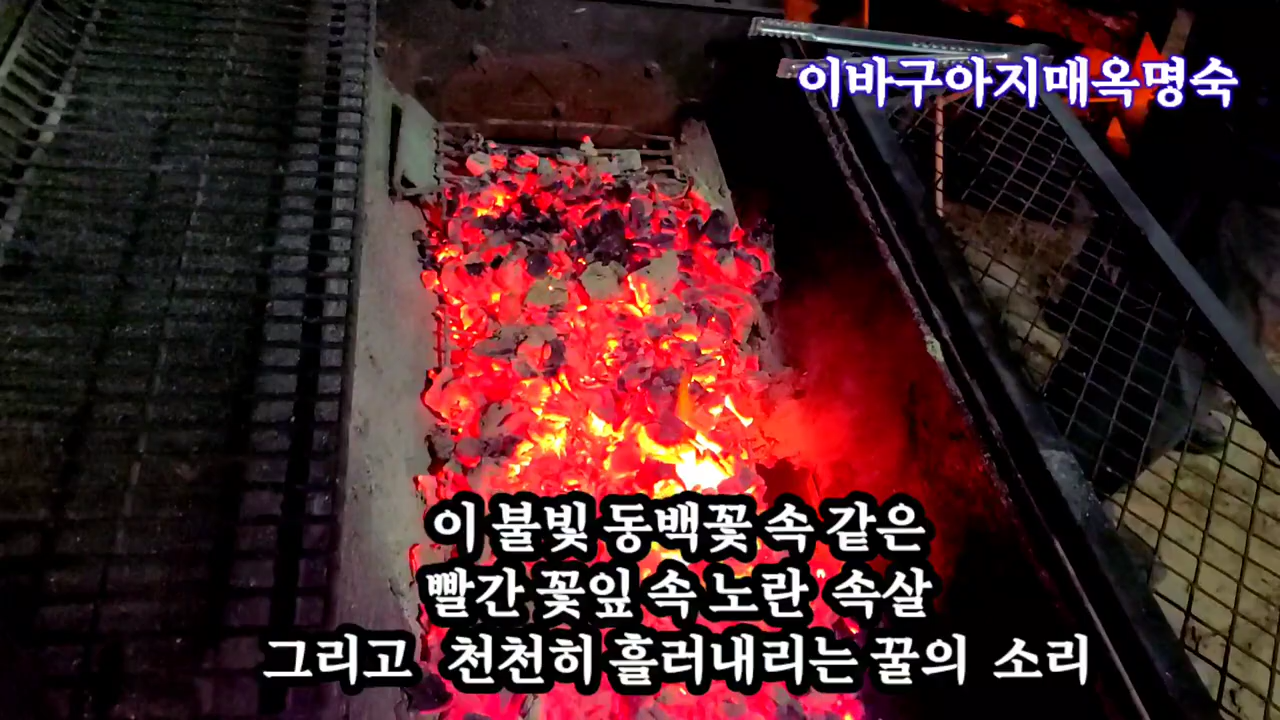 이바구아지매옥명숙
이 불빛 동백꽃 속 같은
빨간 꽃잎 속 노란 속살
그리고 천천히 흘러내리는 꿀의 소리